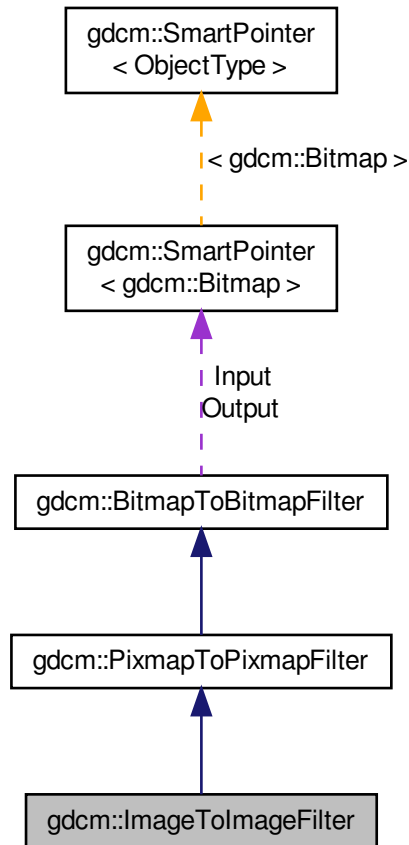 gdcm::SmartPointer
< ObjectType >
< gdcm::Bitmap >
gdcm::SmartPointer
< gdcm::Bitmap >
Input
Output
gdcm::BitmapToBitmapFilter
gdcm::PixmapToPixmapFilter
gdcm::ImageToImageFilter